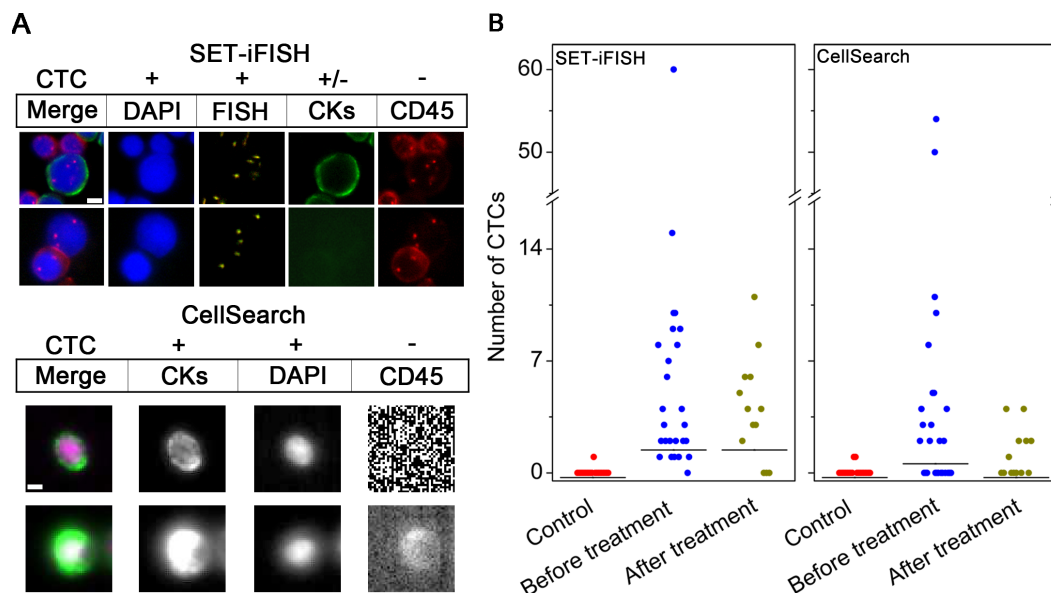 A
SET-iFISH
CTC + + +/- -
Merge DAPI FISH CKs CD45
CellSearch
CTC + + -
Merge CKs DAPI CD45
B
SET-iFISH CellSearch
60
50
14
7
0
Number of CTCs
Control Before treatment After treatment Control Before treatment After treatment